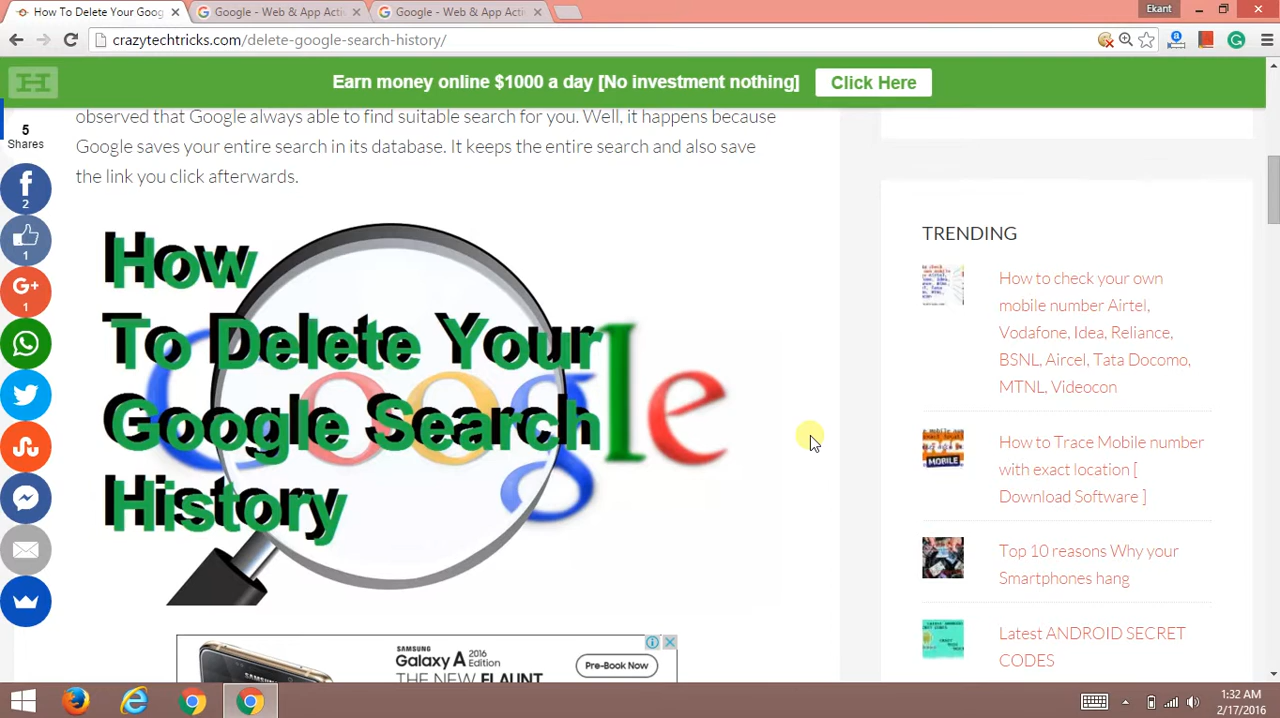 How To Delete Your Goog
Google - Web & App Acti
Google - Web & App Acti
Ekant
crazytechtricks.com/delete-google-search-history/
Earn money online $1000 a day [No investment nothing]
Click Here
5
Shares
2
1
G+
1
observed that Google always able to find suitable search for you. Well, it happens because
Google saves your entire search in its database. It keeps the entire search and also save
the link you click afterwards.
How
To Delete Your
Google Search
History
Google
SAMSUNG
Galaxy A 2016
Edition
THE NEW FLAUNT
Pre-Book Now
TRENDING
How to check your own
mobile number Airtel,
Vodafone, Idea, Reliance,
BSNL, Aircel, Tata Docomo,
MTNL, Videocon
How to Trace Mobile number
with exact location [
Download Software ]
MOBILE
Top 10 reasons Why your
Smartphones hang
Latest ANDROID SECRET
CODES
1:32 AM
2/17/2016